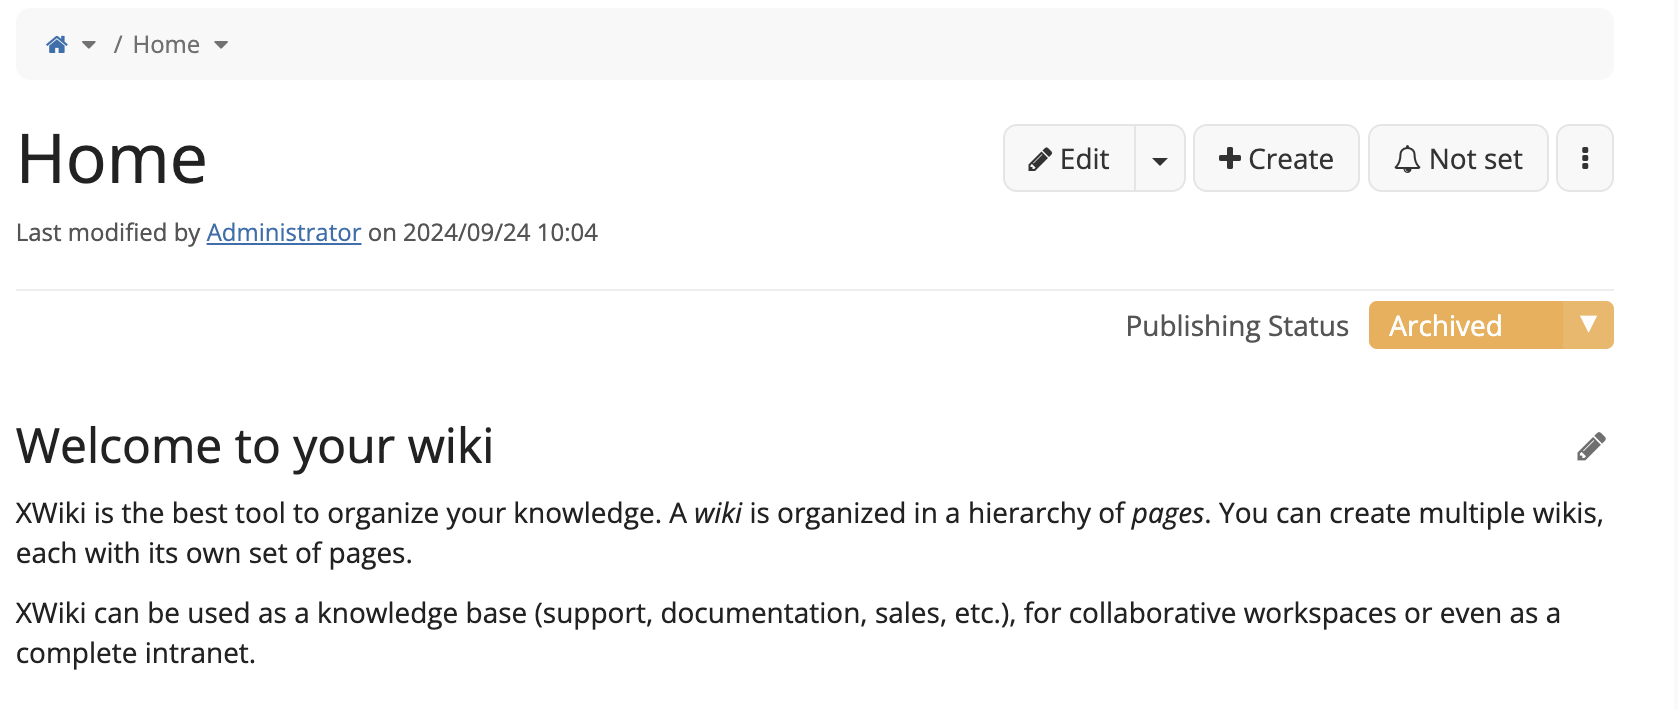 / Home
Home
Edit
Create
Not set
Last modified by Administrator on 2024/09/24 10:04
Publishing Status
Archived
Welcome to your wiki
XWiki is the best tool to organize your knowledge. A wiki is organized in a hierarchy of pages. You can create multiple wikis,
each with its own set of pages.
XWiki can be used as a knowledge base (support, documentation, sales, etc.), for collaborative workspaces or even as a
complete intranet.